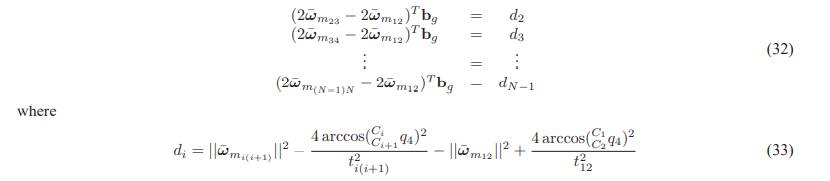 (2ω̄_{m_{23}} − 2ω̄_{m_{12}})^T b_g = d_2
(2ω̄_{m_{34}} − 2ω̄_{m_{12}})^T b_g = d_3
⋮ = ⋮ (32)
(2ω̄_{m_{(N=1)N}} − 2ω̄_{m_{12}})^T b_g − d_{N−1}
where
d_i = ||ω̄_{m_{i(i+1)}}||^2 − \frac{4 arccos(^{C_i}_{C_{i+1}}q_4)^2}{t^2_{i(i+1)}} − ||ω̄_{m_{12}}||^2 + \frac{4 arccos(^{C_1}_{C_2}q_4)^2}{t^2_{12}} (33)